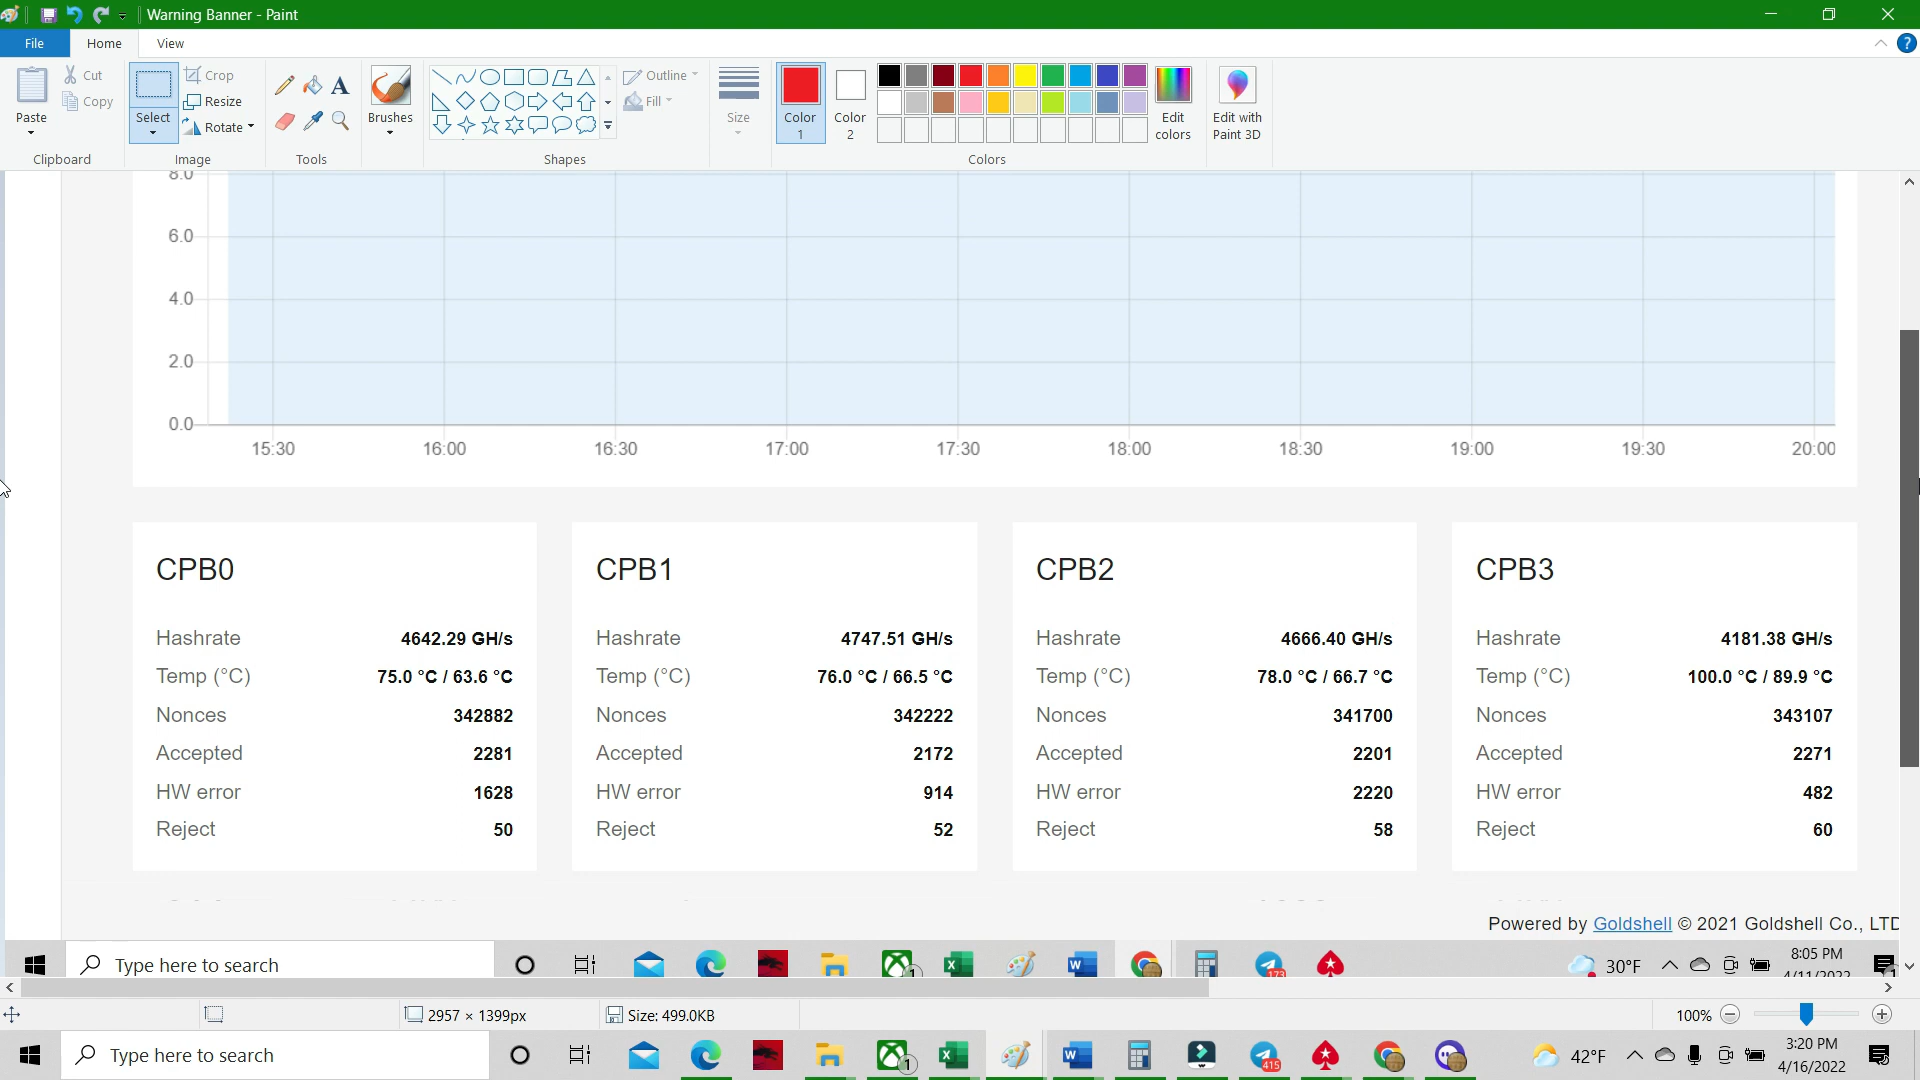 Warning Banner - Paint
File Home View
Paste Cut Copy Clipboard
Select Crop Resize Rotate Image
A Tools
Brushes
Outline Fill Shapes
Size
Color 1 Color 2 Edit colors Colors
Edit with Paint 3D
8.0
6.0
4.0
2.0
0.0
15:30 16:00 16:30 17:00 17:30 18:00 18:30 19:00 19:30 20:00
CPB0
Hashrate 4642.29 GH/s
Temp (°C) 75.0 °C / 63.6 °C
Nonces 342882
Accepted 2281
HW error 1628
Reject 50
CPB1
Hashrate 4747.51 GH/s
Temp (°C) 76.0 °C / 66.5 °C
Nonces 342222
Accepted 2172
HW error 914
Reject 52
CPB2
Hashrate 4666.40 GH/s
Temp (°C) 78.0 °C / 66.7 °C
Nonces 341700
Accepted 2201
HW error 2220
Reject 58
CPB3
Hashrate 4181.38 GH/s
Temp (°C) 100.0 °C / 89.9 °C
Nonces 343107
Accepted 2271
HW error 482
Reject 60
Powered by Goldshell © 2021 Goldshell Co., LTD
Type here to search 1 173 30°F 8:05 PM
4/11/2022
2957 × 1399px Size: 499.0KB 100%
Type here to search 1 415 42°F 3:20 PM
4/16/2022